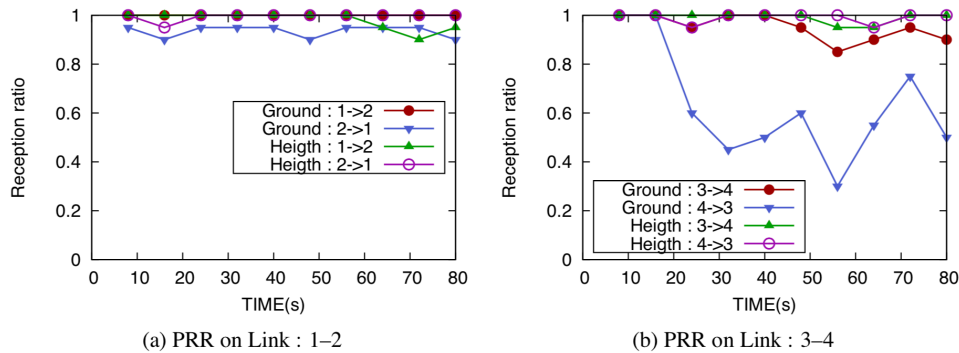 1
0.8
0.6
0.4
0.2
0
Reception ratio
Ground : 1->2
Ground : 2->1
Heigth : 1->2
Heigth : 2->1
0 10 20 30 40 50 60 70 80
TIME(s)
(a) PRR on Link : 1–2
1
0.8
0.6
0.4
0.2
0
Reception ratio
Ground : 3->4
Ground : 4->3
Heigth : 3->4
Heigth : 4->3
0 10 20 30 40 50 60 70 80
TIME(s)
(b) PRR on Link : 3–4